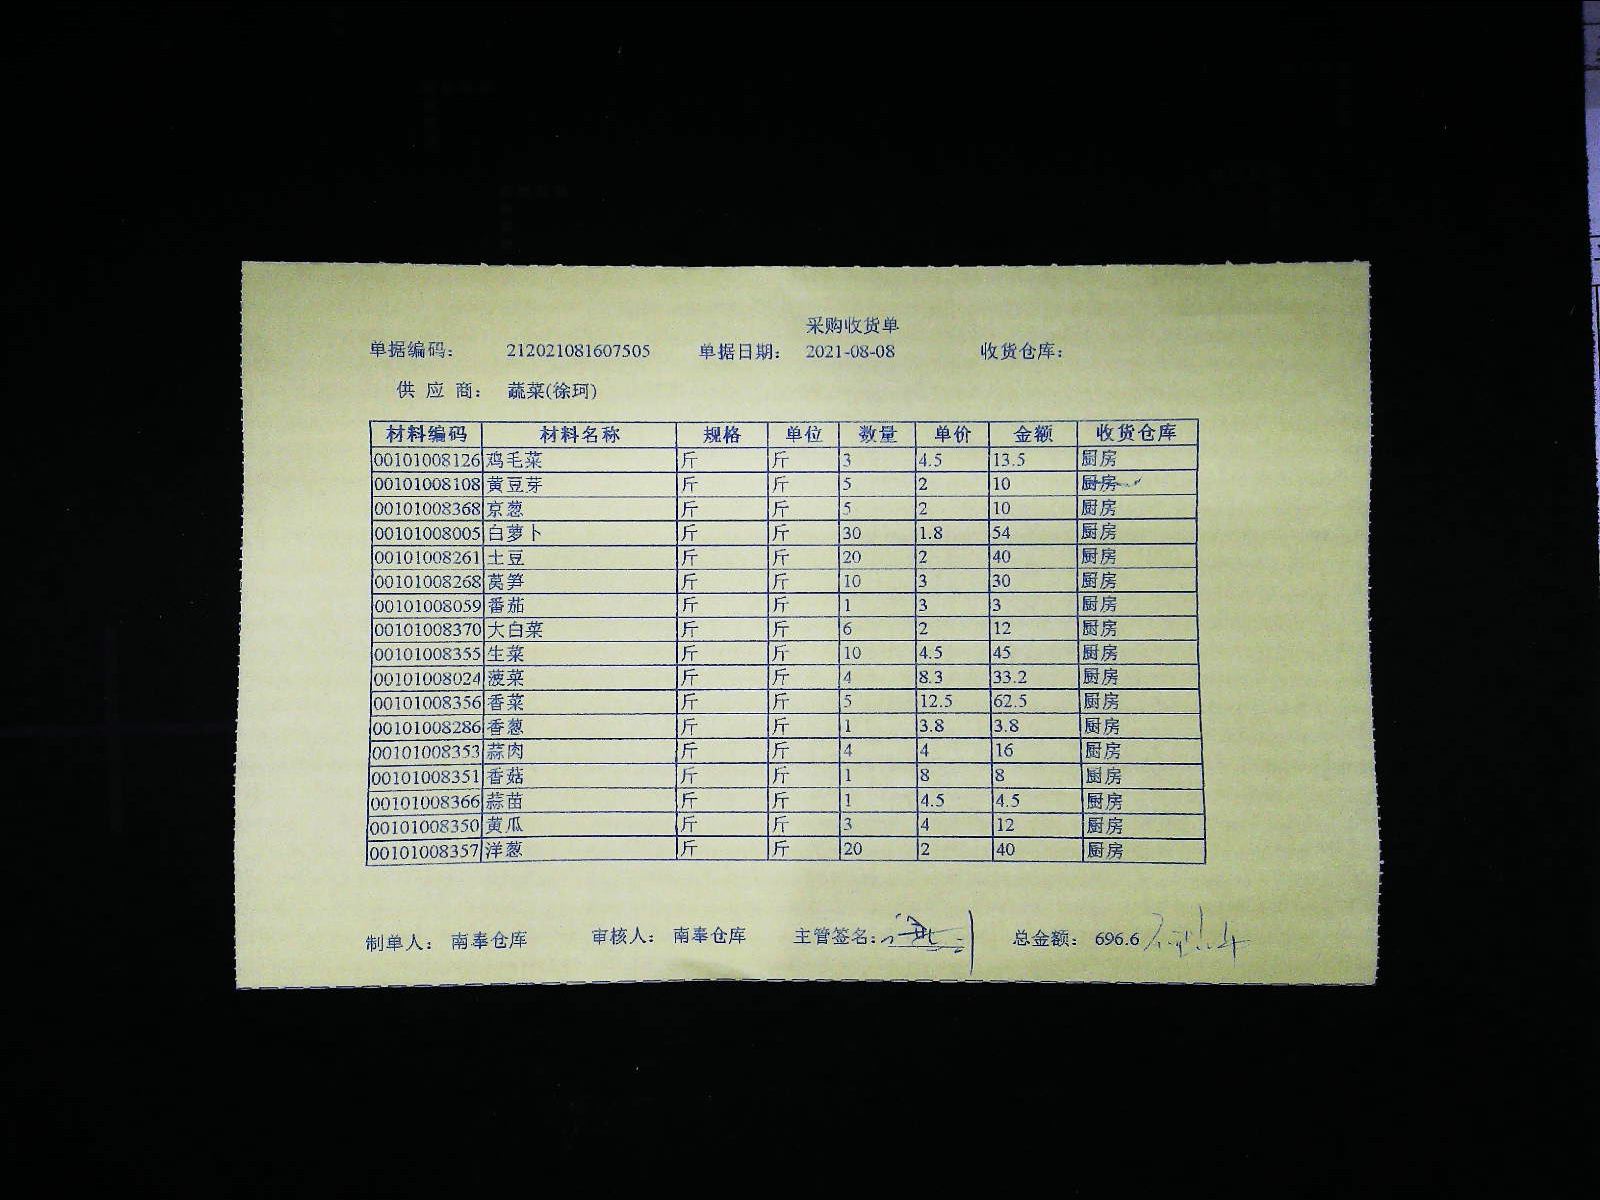 采购收货单
单据编码： 212021081607505 单据日期： 2021-08-08 收货仓库：
供 应 商： 蔬菜(徐珂)
材料编码 材料名称 规格 单位 数量 单价 金额 收货仓库
00101008126 鸡毛菜 斤 斤 3 4.5 13.5 厨房
00101008108 黄豆芽 斤 斤 5 2 10 厨房
00101008368 京葱 斤 斤 5 2 10 厨房
00101008005 白萝卜 斤 斤 30 1.8 54 厨房
00101008261 土豆 斤 斤 20 2 40 厨房
00101008268 莴笋 斤 斤 10 3 30 厨房
00101008059 番茄 斤 斤 1 3 3 厨房
00101008370 大白菜 斤 斤 6 2 12 厨房
00101008355 生菜 斤 斤 10 4.5 45 厨房
00101008024 菠菜 斤 斤 4 8.3 33.2 厨房
00101008356 香菜 斤 斤 5 12.5 62.5 厨房
00101008286 香葱 斤 斤 1 3.8 3.8 厨房
00101008353 蒜肉 斤 斤 4 4 16 厨房
00101008351 香菇 斤 斤 1 8 8 厨房
00101008366 蒜苗 斤 斤 1 4.5 4.5 厨房
00101008350 黄瓜 斤 斤 3 4 12 厨房
00101008357 洋葱 斤 斤 20 2 40 厨房
制单人： 南奉仓库 审核人： 南奉仓库 主管签名： 总金额： 696.6